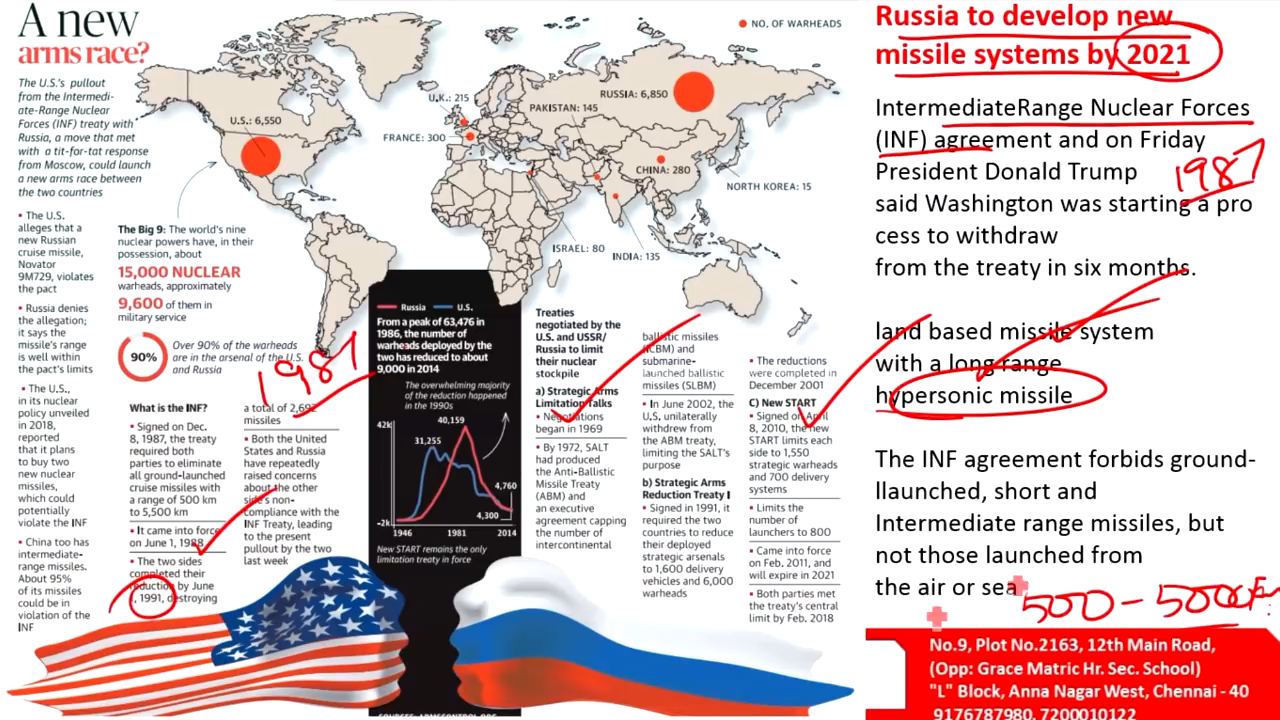 A new
arms race?
The U.S.'s pullout
from the Intermedi-
ate-Range Nuclear
Forces (INF) treaty with
Russia, a move that met
with a tit-for-tat response
from Moscow, could launch
a new arms race between
the two countries
• The U.S.
alleges that a
new Russian
cruise missile,
Novator
9M729, violates
the pact
• Russia denies
the allegation;
it says the
missile's range
is well within
the pact's limits
• The U.S.,
in its nuclear
policy unveiled
in 2018,
reported
that it plans
to buy two
new nuclear
missiles,
which could
potentially
violate the INF
• China too has
intermediate-
range missiles.
About 95%
of its missiles
could be in
violation of the
INF
NO. OF WARHEADS
U.S.: 6,550
U.K.: 215
FRANCE: 300
PAKISTAN: 145
RUSSIA: 6,850
CHINA: 280
NORTH KOREA: 15
ISRAEL: 80
INDIA: 135
The Big 9: The world's nine
nuclear powers have, in their
possession, about
15,000 NUCLEAR
warheads, approximately
9,600 of them in
military service
90%
Over 90% of the warheads
are in the arsenal of the U.S.
and Russia
1987
What is the INF?
• Signed on Dec.
8, 1987, the treaty
required both
parties to eliminate
all ground-launched
cruise missiles with
a range of 500 km
to 5,500 km
• It came into force
on June 1, 1988
• The two sides
completed their
reduction by June
1, 1991, destroying
a total of 2,692
missiles
• Both the United
States and Russia
have repeatedly
raised concerns
about the other
side's non-
compliance with the
INF Treaty, leading
to the present
pullout by the two
last week
Russia U.S.
From a peak of 63,476 in
1986, the number of
warheads deployed by the
two has reduced to about
9,000 in 2014
The overwhelming majority
of the reduction happened
in the 1990s
42k
40,159
31,255
4,760
4,300
-2k
1946 1981 2014
New START remains the only
limitation treaty in force
SOURCES: ARMSCONTROL.ORG
Treaties
negotiated by the
U.S. and USSR/
Russia to limit
their nuclear
stockpile
a) Strategic Arms
Limitation Talks
• Negotiations
began in 1969
• By 1972, SALT
had produced
the Anti-Ballistic
Missile Treaty
(ABM) and
an executive
agreement capping
the number of
intercontinental
ballistic missiles
(ICBM) and
submarine-
launched ballistic
missiles (SLBM)
• In June 2002, the
U.S. unilaterally
withdrew from
the ABM treaty,
limiting the SALT's
purpose
b) Strategic Arms
Reduction Treaty I
• Signed in 1991, it
required the two
countries to reduce
their deployed
strategic arsenals
to 1,600 delivery
vehicles and 6,000
warheads
• The reductions
were completed in
December 2001
C) New START
• Signed on April
8, 2010, the new
START limits each
side to 1,550
strategic warheads
and 700 delivery
systems
• Limits the
number of
launchers to 800
• Came into force
on Feb. 2011, and
will expire in 2021
• Both parties met
the treaty's central
limit by Feb. 2018
Russia to develop new
missile systems by 2021
IntermediateRange Nuclear Forces
(INF) agreement and on Friday
President Donald Trump
1987
said Washington was starting a pro
cess to withdraw
from the treaty in six months.
land based missile system
with a long range
hypersonic missile
The INF agreement forbids ground-
llaunched, short and
Intermediate range missiles, but
not those launched from
the air or sea
No.9, Plot No.2163, 12th Main Road,
(Opp: Grace Matric Hr. Sec. School)
"L" Block, Anna Nagar West, Chennai - 40
9176787980, 7200010122